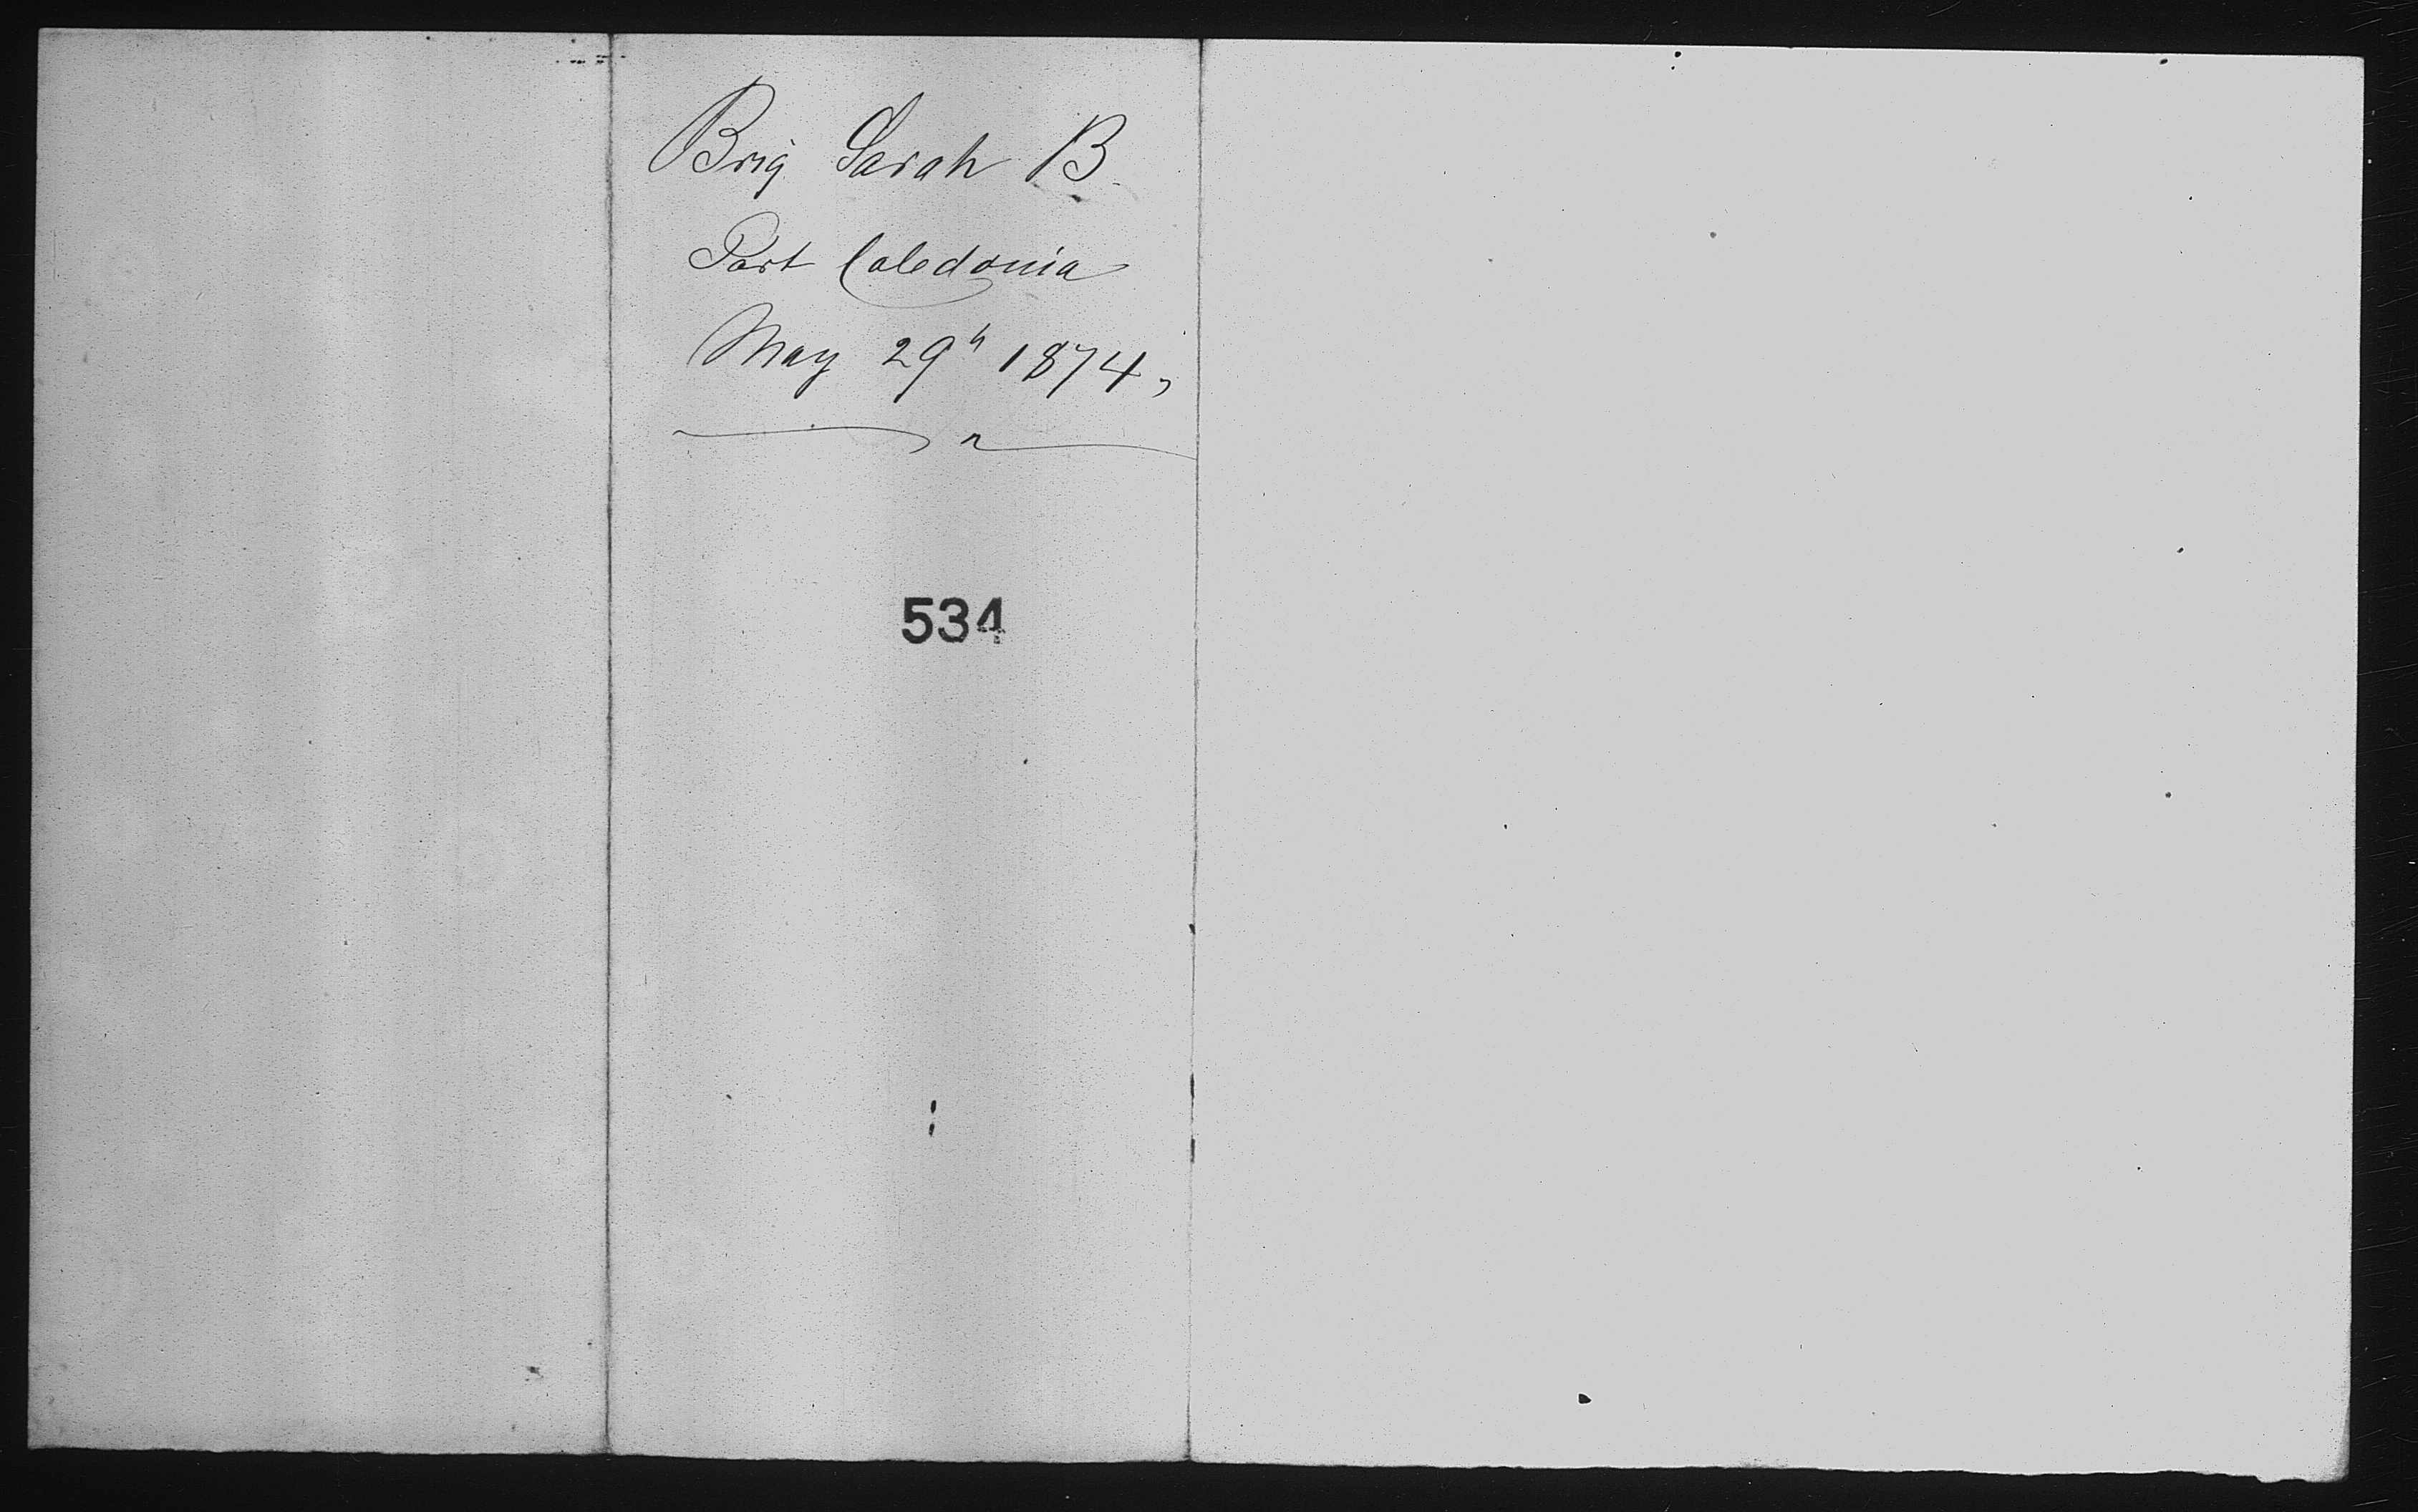 Brig Sarah B.
Port Caledonia
May 29th 1874,
534